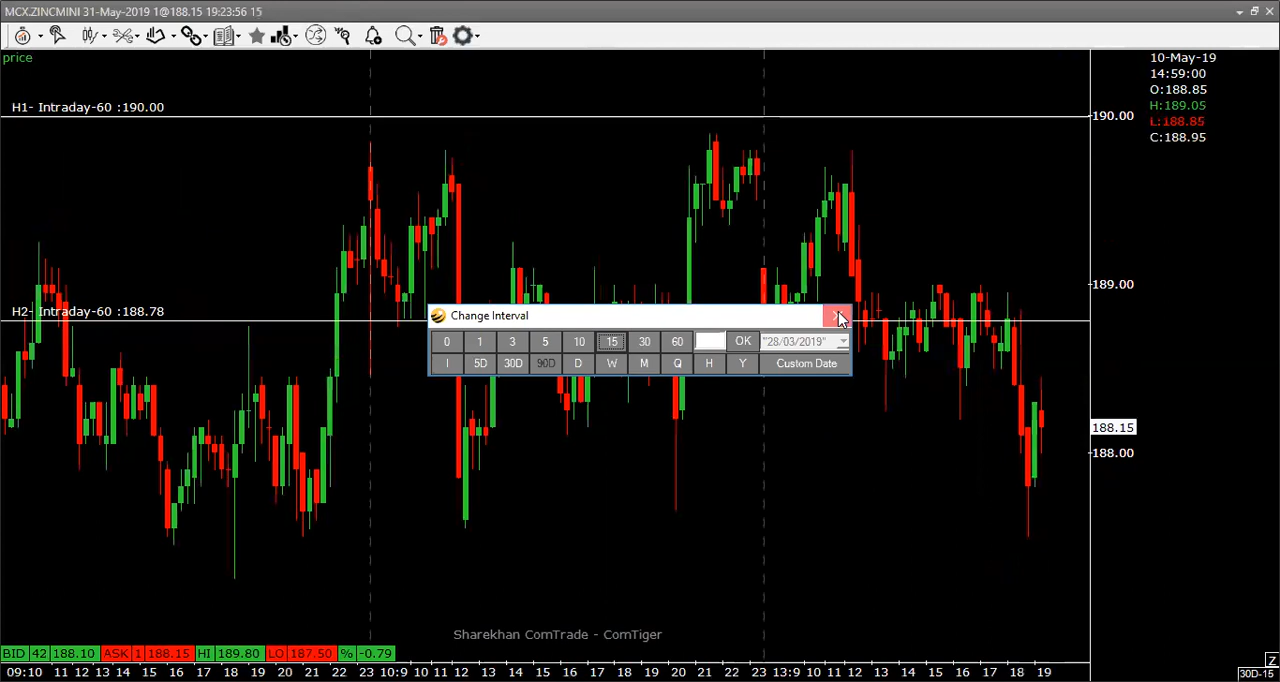 MCX.ZINCMINI 31-May-2019 1@188.15 19:23:56 15
price
10-May-19
14:59:00
O:188.85
H:189.05
L:188.85
C:188.95
H1- Intraday-60 :190.00
190.00
289.00
H2- Intraday-60 :188.78
Change Interval
0 1 3 5 10 15 30 60 OK "28/03/2019"
I 5D 30D 90D D W M Q H Y Custom Date
188.15
188.00
Sharekhan ComTrade - ComTiger
BID 42 188.10 ASK 1 188.15 HI 189.80 LO 187.50 % -0.79
Z
09:10 11 12 13 14 15 16 17 18 19 20 21 22 23 10:9 11 12 13 14 15 16 17 18 19 20 21 22 23 13:9 11 12 13 14 15 16 17 18 19
30D-15